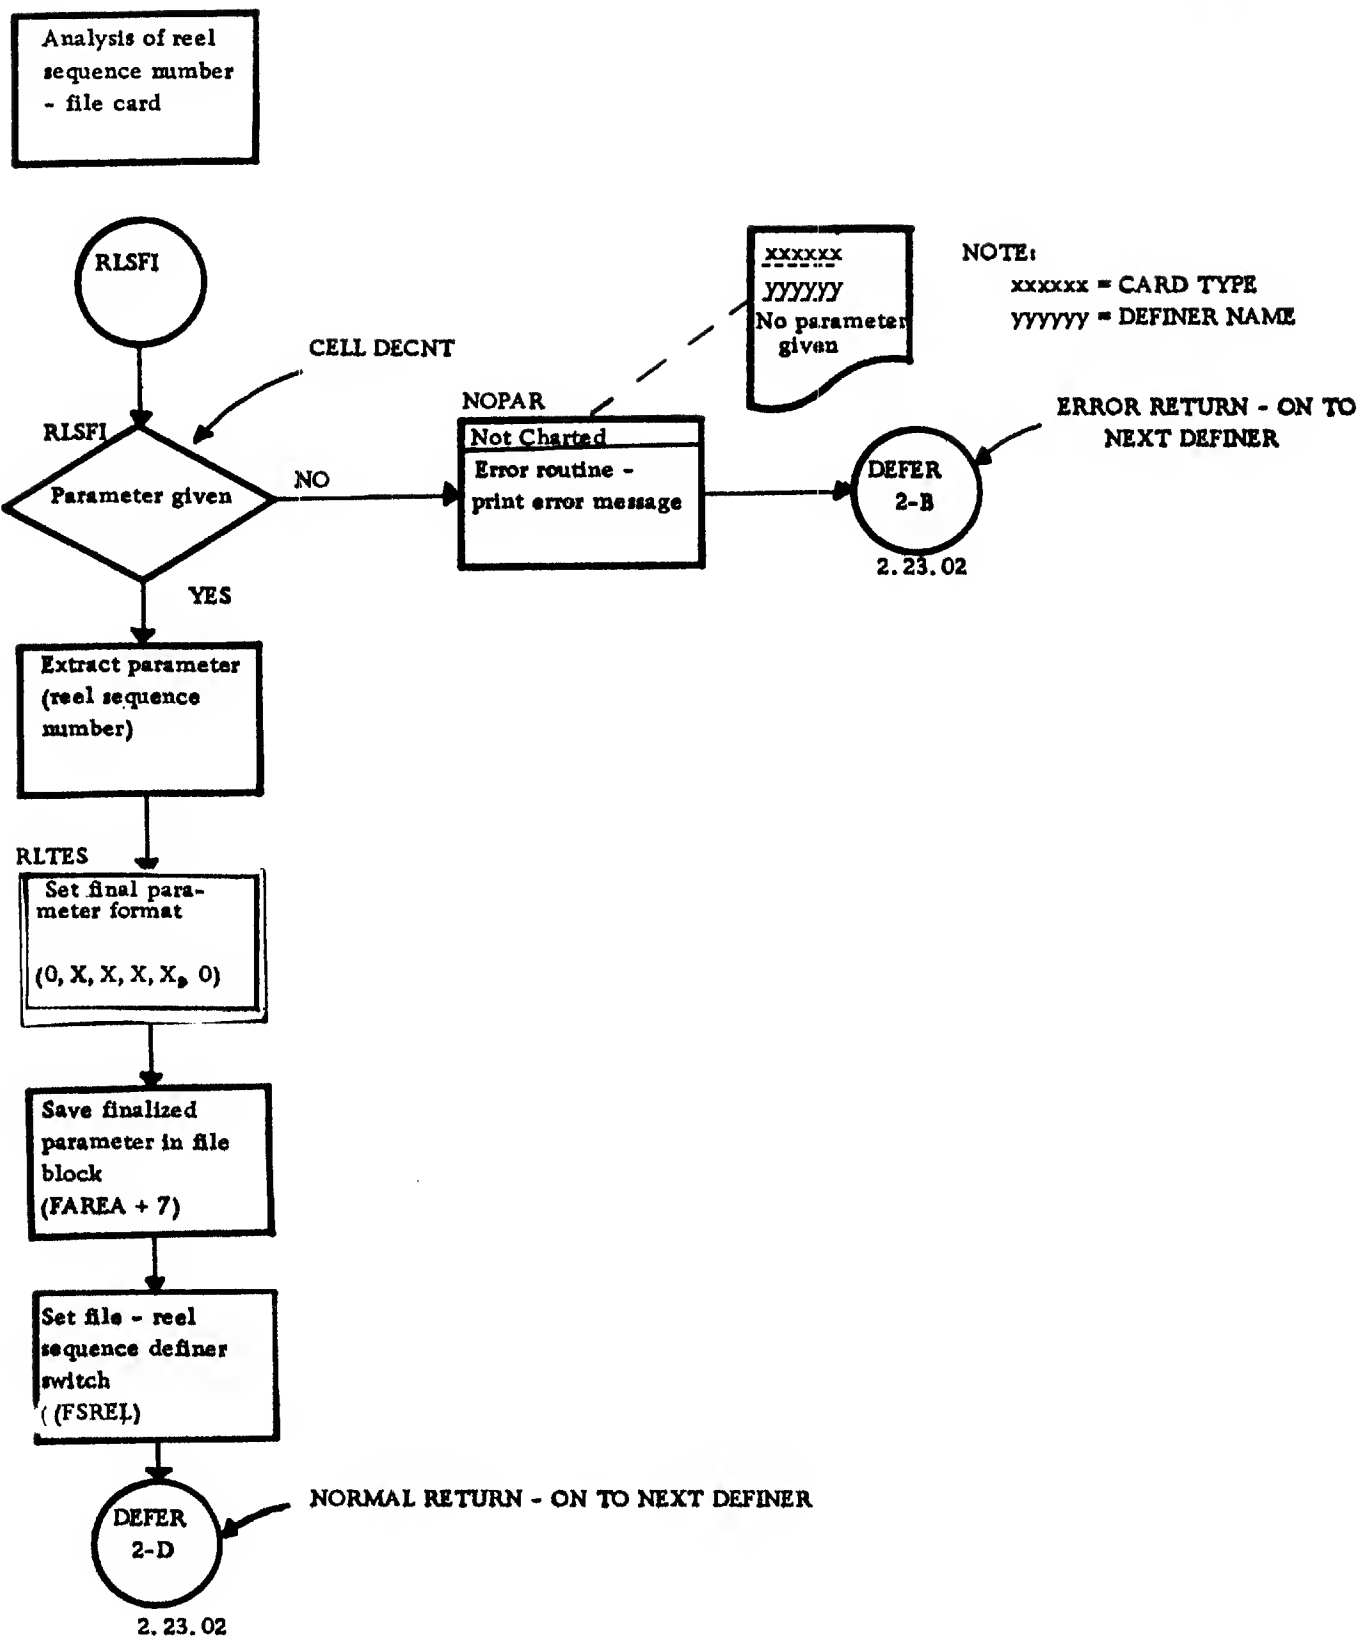 Analysis of reel
sequence number
- file card
RLSFI
xxxxxx
yyyyyy
No parameter
given
NOTE:
xxxxxx = CARD TYPE
yyyyyy = DEFINER NAME
CELL DECNT
RLSFI
Parameter given
NO
NOPAR
Not Charted
Error routine -
print error message
ERROR RETURN - ON TO
NEXT DEFINER
DEFER
2-B
2.23.02
YES
Extract parameter
(reel sequence
number)
RLTES
Set final para-
meter format
(0, X, X, X, X, 0)
Save finalized
parameter in file
block
(FAREA + 7)
Set file - reel
sequence definer
switch
( (FSREL)
NORMAL RETURN - ON TO NEXT DEFINER
DEFER
2-D
2.23.02